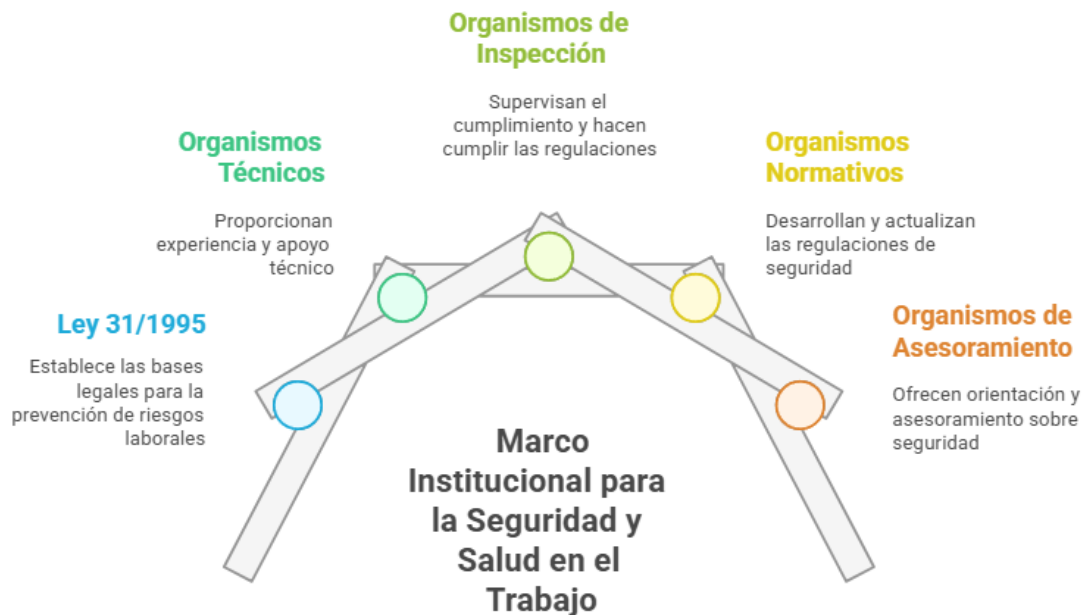 Organismos de
Inspección
Supervisan el
cumplimiento y hacen
cumplir las regulaciones
Organismos
Técnicos
Proporcionan
experiencia y apoyo
técnico
Organismos
Normativos
Desarrollan y actualizan
las regulaciones de
seguridad
Ley 31/1995
Establece las bases
legales para la
prevención de riesgos
laborales
Organismos de
Asesoramiento
Ofrecen orientación y
asesoramiento sobre
seguridad
Marco
Institucional para
la Seguridad y
Salud en el
Trabajo